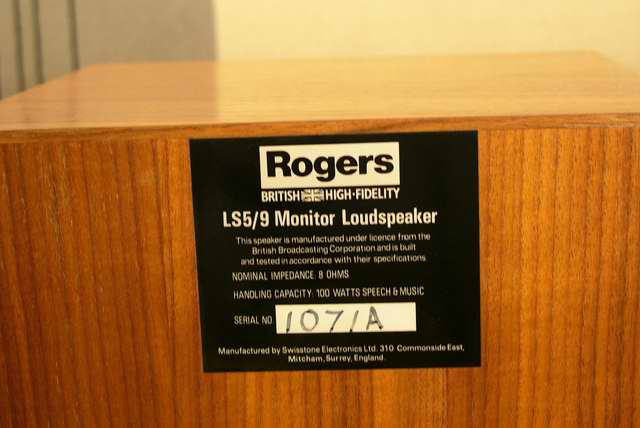 Rogers
BRITISH HIGH·FIDELITY
LS5/9 Monitor Loudspeaker
This speaker is manufactured under licence from the
British Broadcasting Corporation and is built
and tested in accordance with their specifications.
NOMINAL IMPEDANCE: 8 OHMS
HANDLING CAPACITY: 100 WATTS SPEECH & MUSIC
SERIAL NO 107/A
Manufactured by Swisstone Electronics Ltd. 310 Commonside East,
Mitcham, Surrey, England.